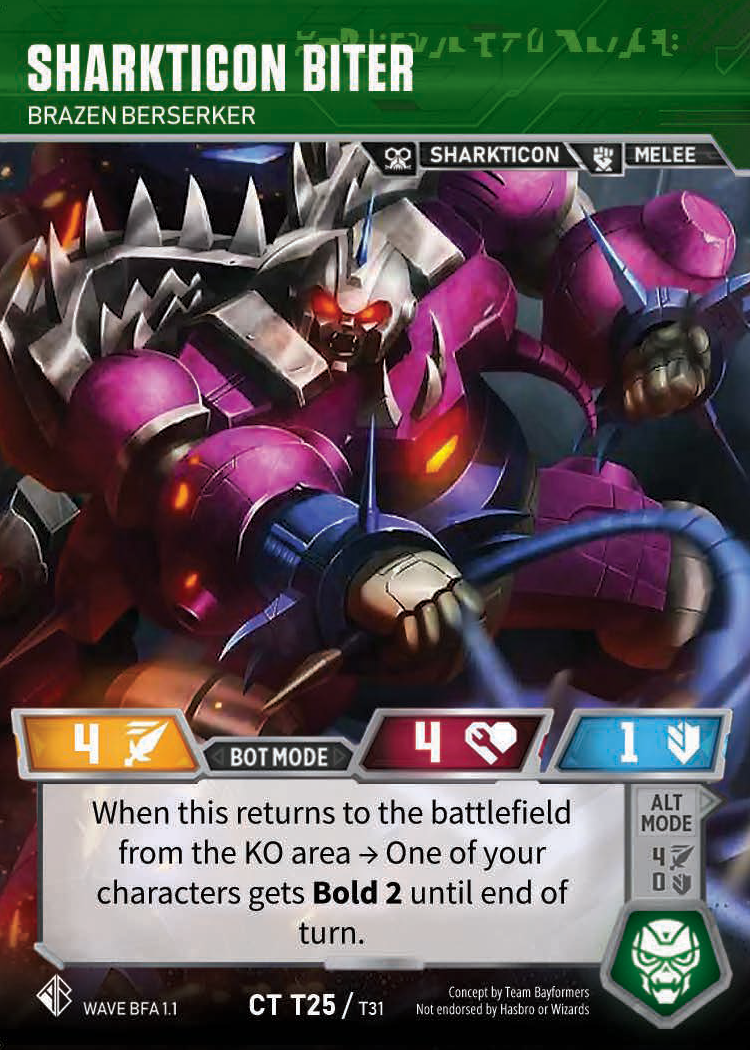 SHARKTICON BITER
BRAZEN BERSERKER
SHARKTICON MELEE
4 BOT MODE 4 1
When this returns to the battlefield
from the KO area → One of your
characters gets Bold 2 until end of
turn.
ALT
MODE
4
0
WAVE BFA 1.1
CT T25 / T31
Concept by Team Bayformers
Not endorsed by Hasbro or Wizards